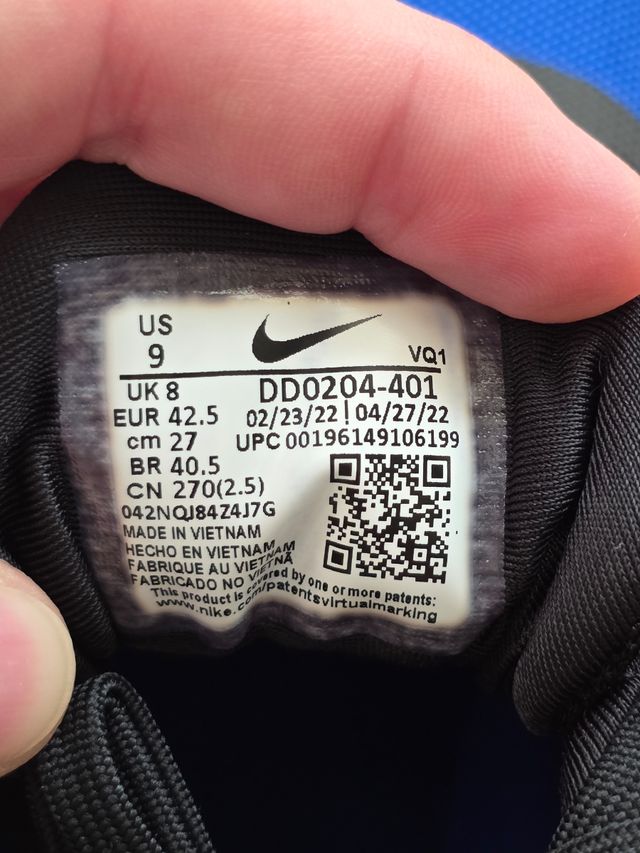 US
9
VQ1
UK 8
DD0204-401
EUR 42.5
02/23/22 | 04/27/22
cm 27
UPC 00196149106199
BR 40.5
CN 270(2.5)
042NQJ84Z4J7G
MADE IN VIETNAM
HECHO EN VIETNAM
FABRIQUE AU VIETNAM
FABRICADO NO VIETNÃ
This product is covered by one or more patents:
www.nike.com/patentsvirtualmarking